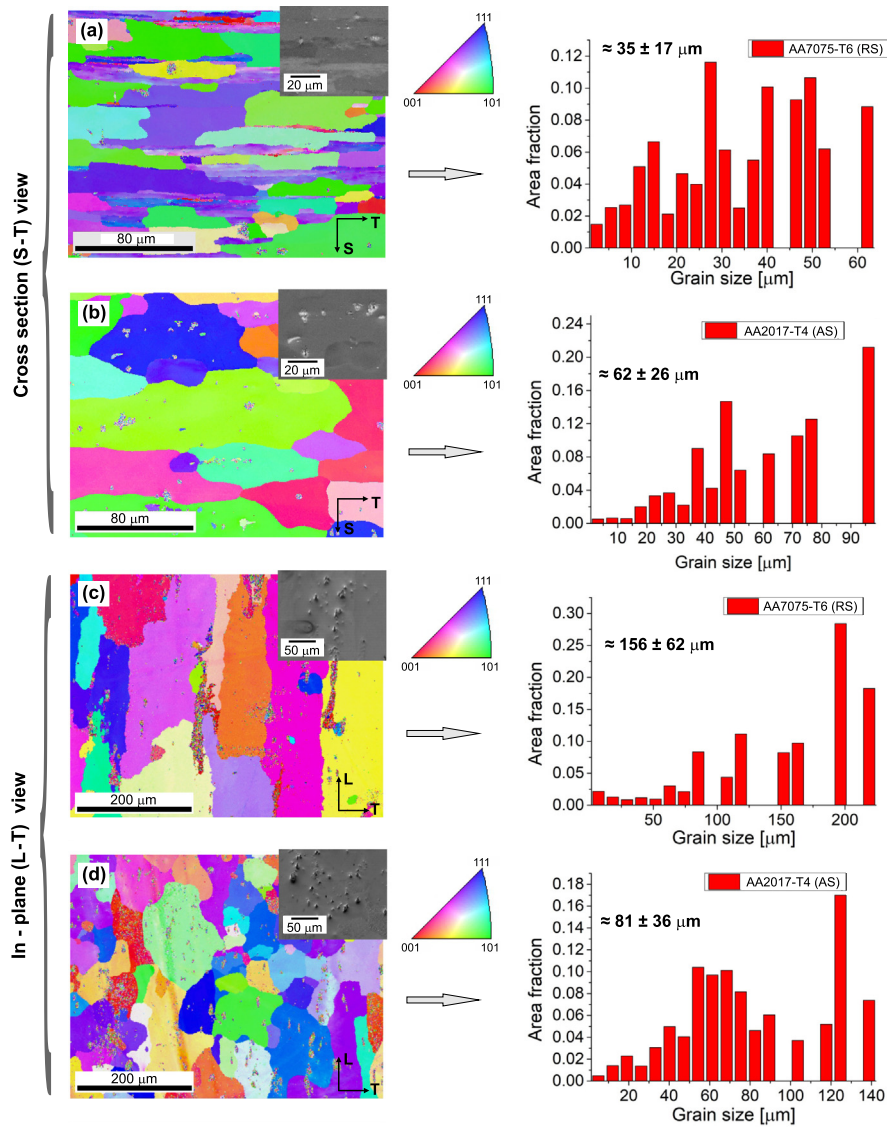 Cross section (S-T) view
(a)
20 μm
80 μm
T
S
111
001
101
≈ 35 ± 17 μm
AA7075-T6 (RS)
Area fraction
0.12
0.10
0.08
0.06
0.04
0.02
0.00
10 20 30 40 50 60
Grain size [μm]
(b)
20 μm
80 μm
T
S
111
001
101
≈ 62 ± 26 μm
AA2017-T4 (AS)
Area fraction
0.24
0.20
0.16
0.12
0.08
0.04
0.00
10 20 30 40 50 60 70 80 90
Grain size [μm]
In - plane (L-T) view
(c)
50 μm
200 μm
L
T
111
001
101
≈ 156 ± 62 μm
AA7075-T6 (RS)
Area fraction
0.30
0.25
0.20
0.15
0.10
0.05
0.00
50 100 150 200
Grain size [μm]
(d)
50 μm
200 μm
L
T
111
001
101
≈ 81 ± 36 μm
AA2017-T4 (AS)
Area fraction
0.18
0.16
0.14
0.12
0.10
0.08
0.06
0.04
0.02
0.00
20 40 60 80 100 120 140
Grain size [μm]